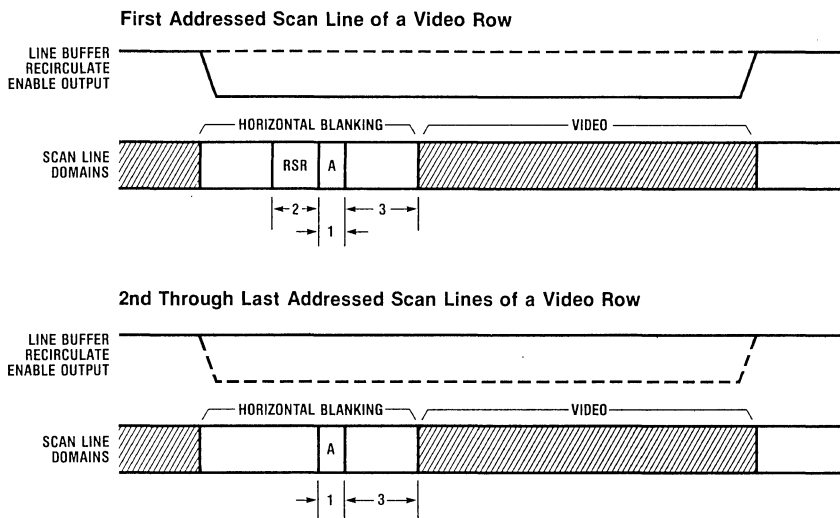 First Addressed Scan Line of a Video Row
LINE BUFFER
RECIRCULATE
ENABLE OUTPUT
HORIZONTAL BLANKING
VIDEO
SCAN LINE
DOMAINS
RSR
A
2
3
1
2nd Through Last Addressed Scan Lines of a Video Row
LINE BUFFER
RECIRCULATE
ENABLE OUTPUT
HORIZONTAL BLANKING
VIDEO
SCAN LINE
DOMAINS
A
1
3